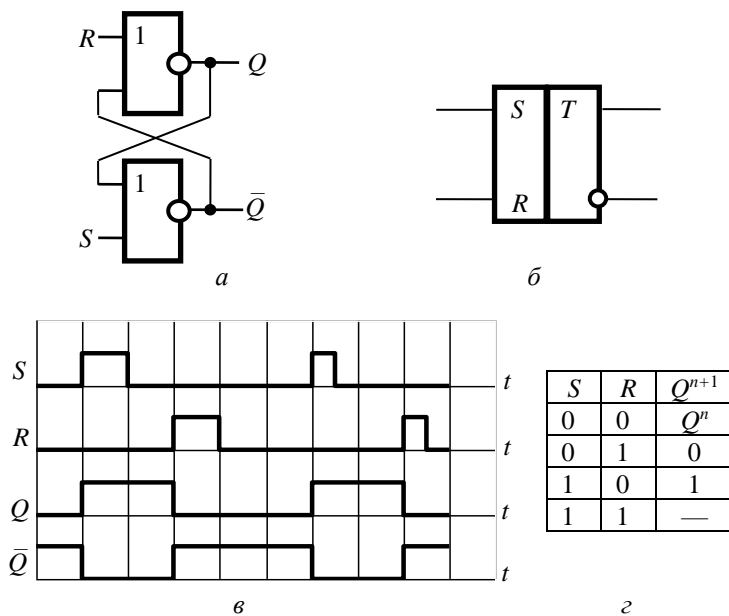 R 1
Q
1
Q̅
S
а
S T
R
б
S t
R t
Q t
Q̅ t
в
S R Qⁿ⁺¹
0 0 Qⁿ
0 1 0
1 0 1
1 1 —
г